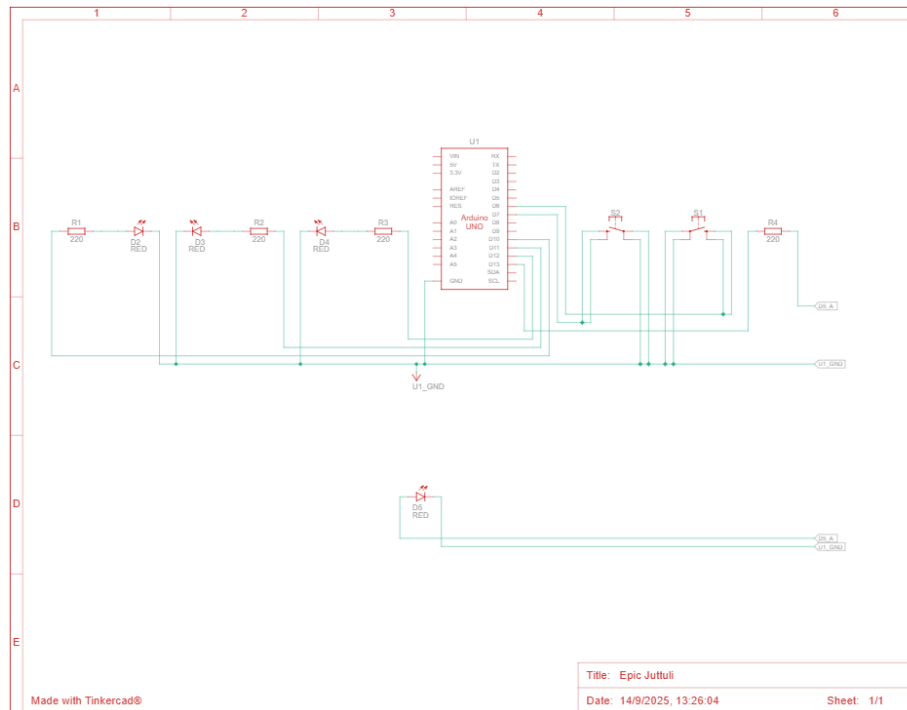 1 2 3 4 5 6
A
U1
VIN RX
5V TX
3.3V D2
D3
AREF D4
IOREF D5
RES D6
Arduino
UNO
D7
A0 D8
A1 D9
A2 D10
A3 D11
A4 D12
A5 D13
SDA
GND SCL
B
R1
220
D2
RED
D3
RED
R2
220
D4
RED
R3
220
S2
S1
R4
220
D5_A
C
U1_GND
U1_GND
D
D5
RED
D5_A
U1_GND
E
Title: Epic Juttuli
Made with Tinkercad®
Date: 14/9/2025, 13:26:04
Sheet: 1/1